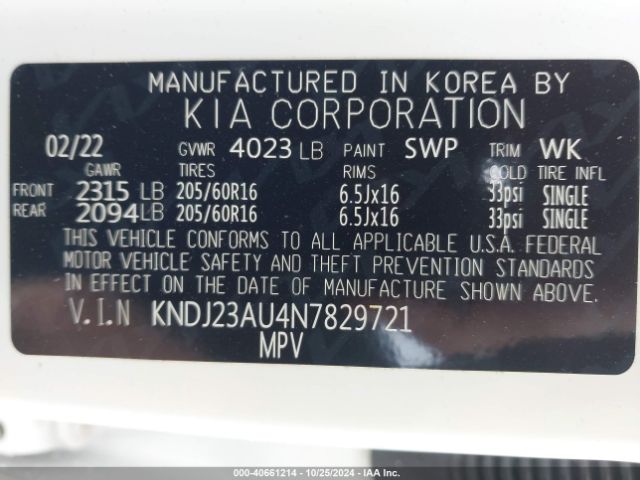 MANUFACTURED IN KOREA BY
KIA CORPORATION
02/22 GVWR 4023 LB PAINT SWP TRIM WK
GAWR TIRES RIMS COLD TIRE INFL
FRONT 2315 LB 205/60R16 6.5Jx16 33psi SINGLE
REAR 2094 LB 205/60R16 6.5Jx16 33psi SINGLE
THIS VEHICLE CONFORMS TO ALL APPLICABLE U.S.A. FEDERAL
MOTOR VEHICLE SAFETY AND THEFT PREVENTION STANDARDS
IN EFFECT ON THE DATE OF MANUFACTURE SHOWN ABOVE.
V.I.N KNDJ23AU4N7829721
MPV
000-40661214 - 10/25/2024 - IAAI.COM